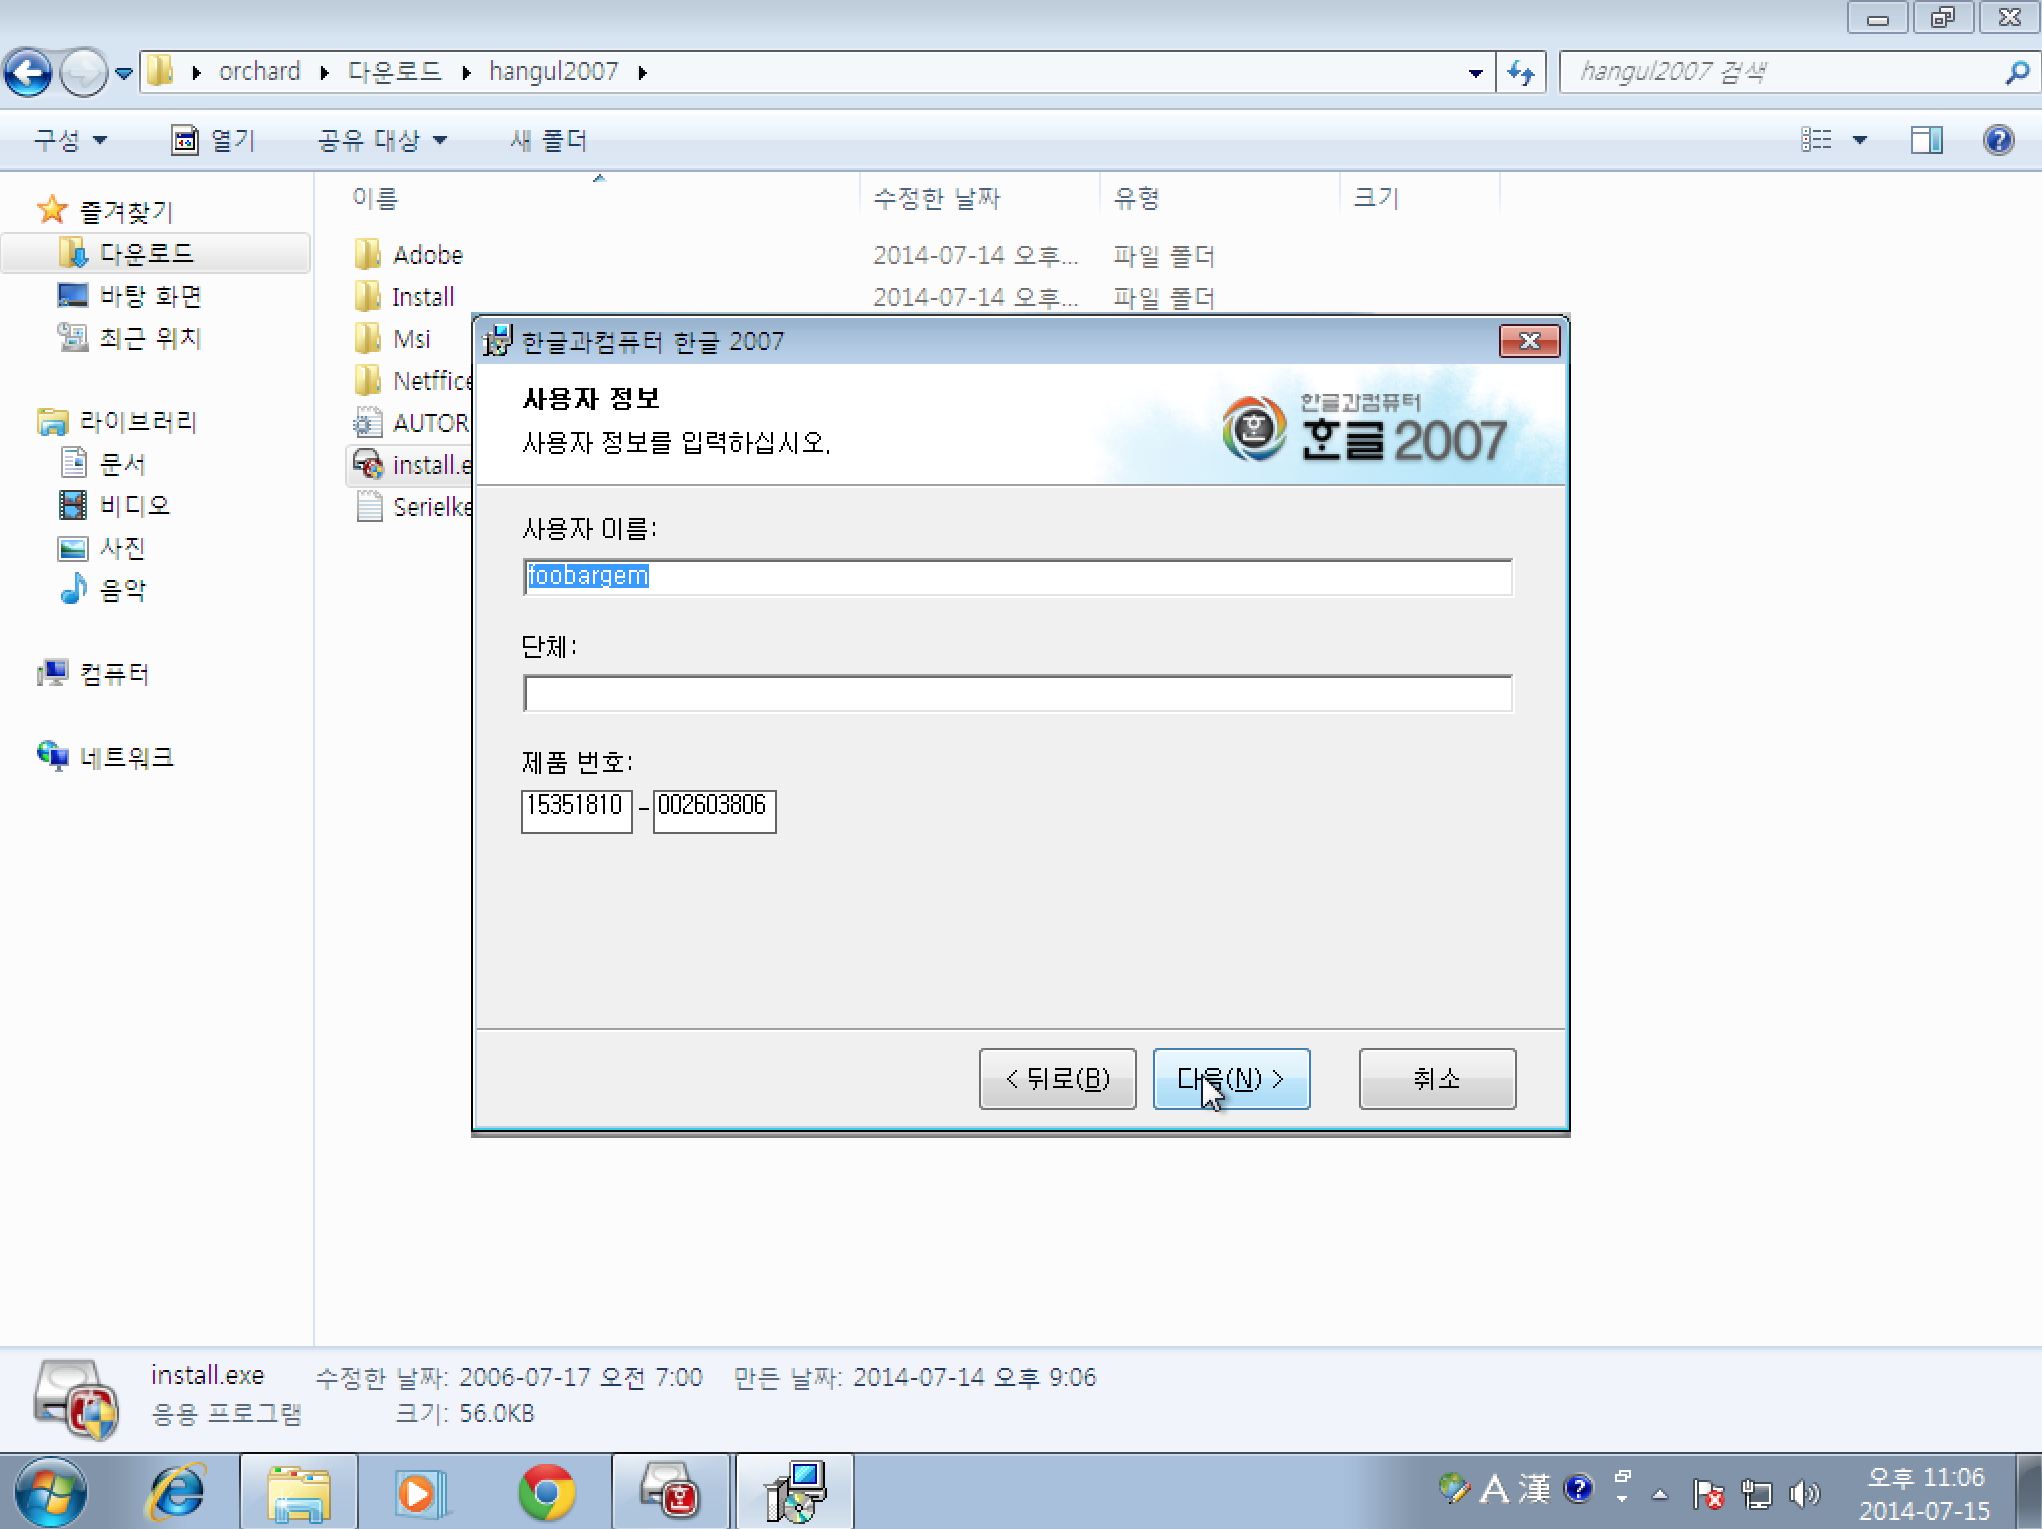 orchard 다운로드 hangul2007
hangul2007 검색
구성 열기 공유 대상 새 폴더
이름 수정한 날짜 유형 크기
즐겨찾기
다운로드
바탕 화면
최근 위치
라이브러리
문서
비디오
사진
음악
컴퓨터
네트워크
Adobe 2014-07-14 오후... 파일 폴더
Install 2014-07-14 오후... 파일 폴더
Msi
Netffice
AUTOR
install.e
Serielke
한글과컴퓨터 한글 2007
사용자 정보
사용자 정보를 입력하십시오.
한글과컴퓨터
한글 2007
사용자 이름:
foobargem
단체:
제품 번호:
15351810 - 002603806
< 뒤로(B) 다음(N) > 취소
install.exe 수정한 날짜: 2006-07-17 오전 7:00 만든 날짜: 2014-07-14 오후 9:06
응용 프로그램 크기: 56.0KB
A 漢
오후 11:06
2014-07-15